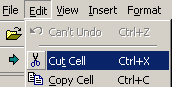 File Edit View Insert Format
Can't Undo Ctrl+Z
Cut Cell Ctrl+X
Copy Cell Ctrl+C